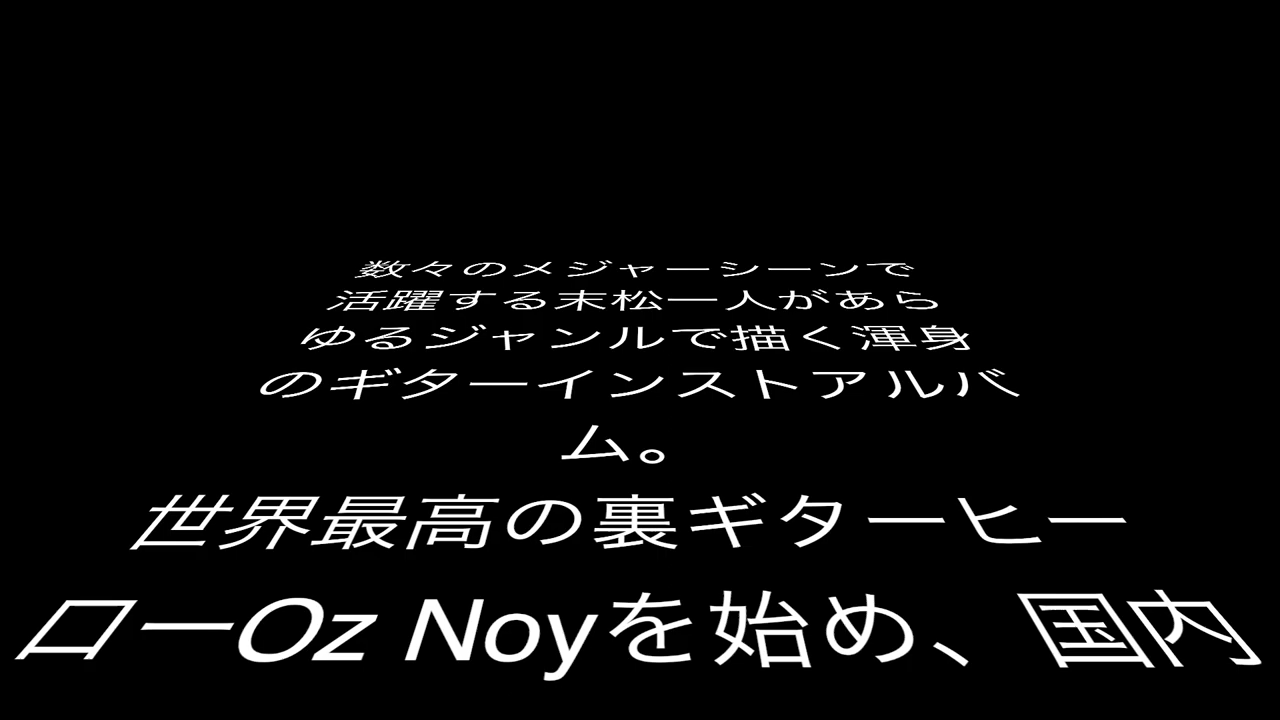 数々のメジャーシーンで
活躍する末松一人があら
ゆるジャンルで描く渾身
のギターインストアルバ
ム。
世界最高の裏ギターヒー
ローOz Noyを始め、国内